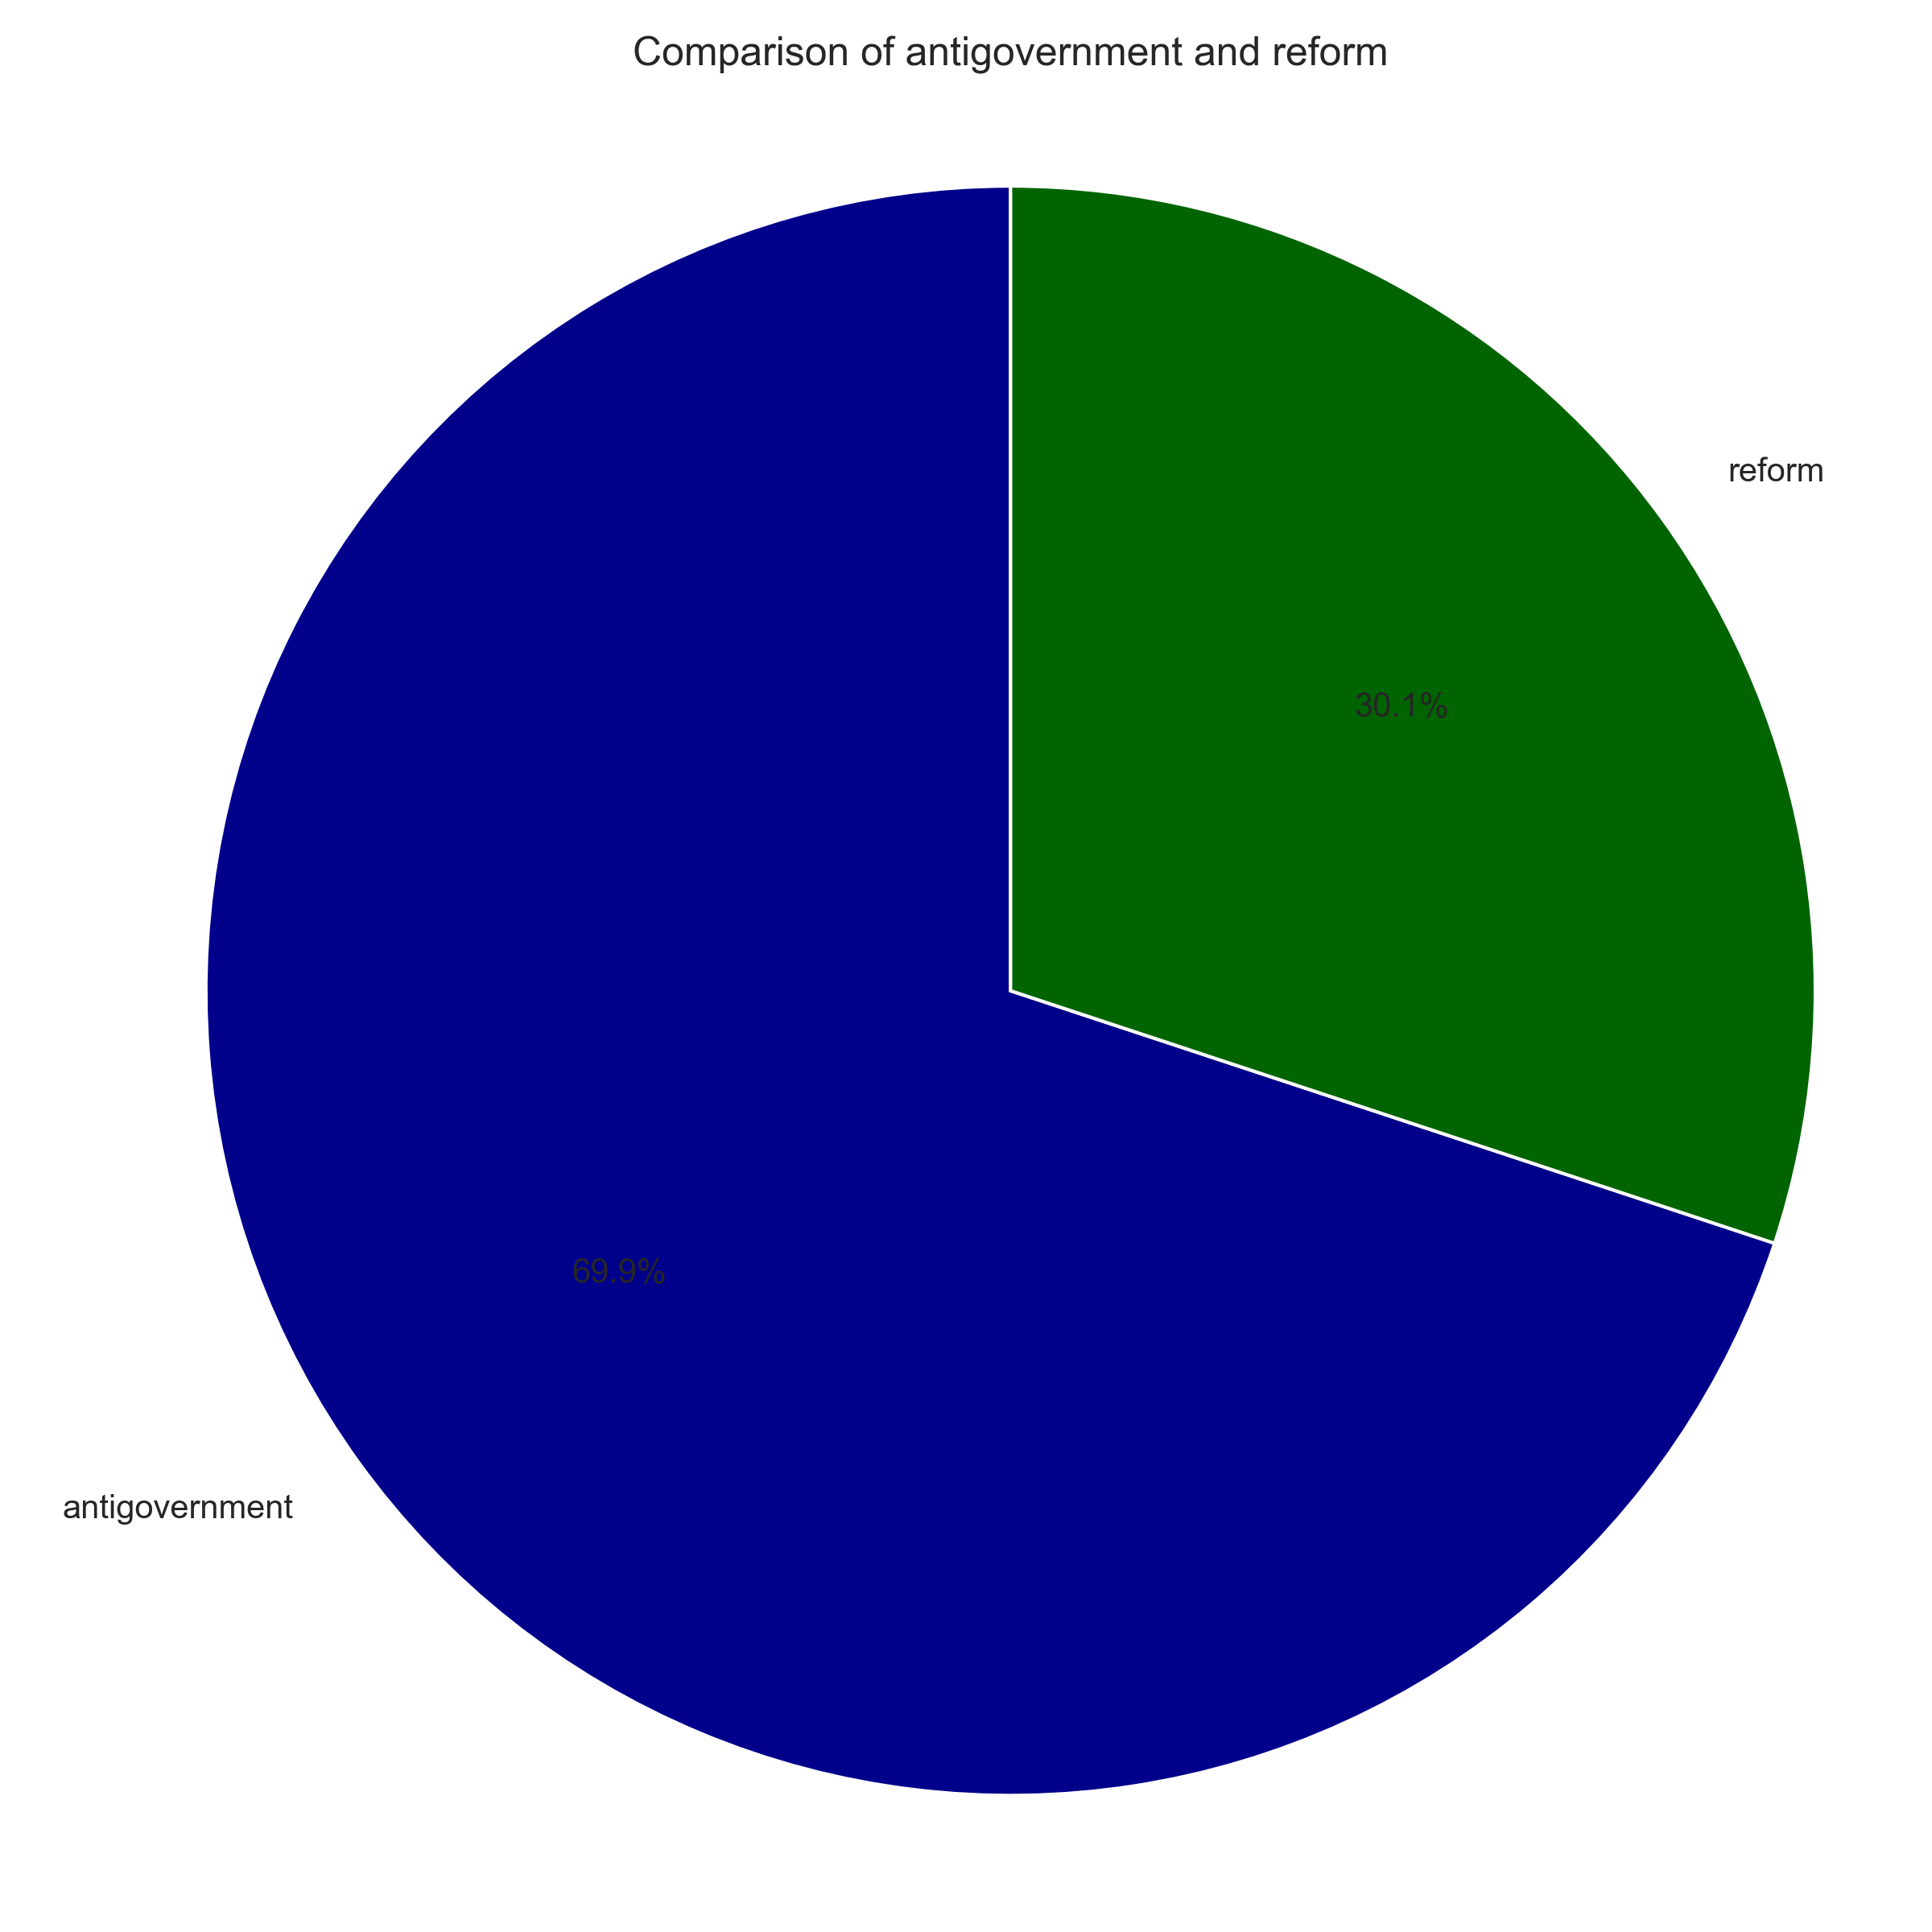 Comparison of antigovernment and reform
reform
30.1%
69.9%
antigovernment